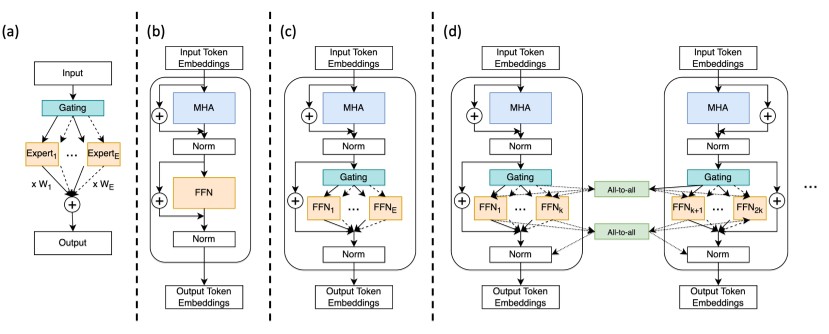 (a)
Input
Gating
Expert1 ... ExpertE
x W1 x WE
+
Output
(b)
Input Token
Embeddings
MHA
+
Norm
FFN
+
Norm
Output Token
Embeddings
(c)
Input Token
Embeddings
MHA
+
Norm
Gating
FFN1 ... FFNE
+
Norm
Output Token
Embeddings
(d)
Input Token
Embeddings
MHA
+
Norm
Gating
FFN1 ... FFNk
+
Norm
Output Token
Embeddings
All-to-all
All-to-all
Input Token
Embeddings
MHA
+
Norm
Gating
FFNk+1 ... FFN2k
+
Norm
Output Token
Embeddings
...